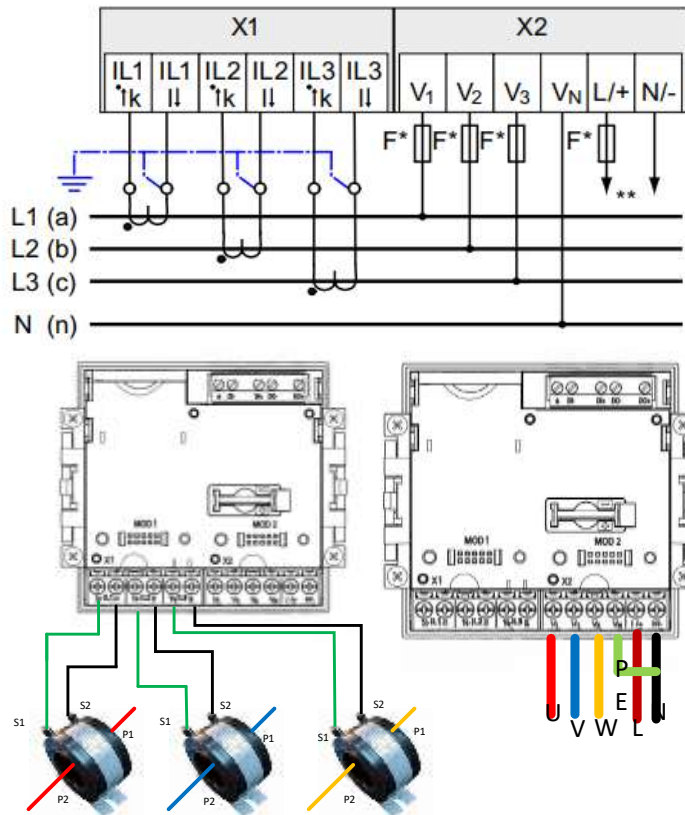 X1 X2
IL1 IL1 IL2 IL2 IL3 IL3 V₁ V₂ V₃ V_N L/+ N/-
k l k l k l
F* F* F* F*
**
L1 (a)
L2 (b)
L3 (c)
N (n)
MOD 1 MOD 2
X1 X2
MOD 1 MOD 2
X1 X2
P
E
U V W L N
S1 S2 P1 P2
S1 S2 P1 P2
S1 S2 P1 P2